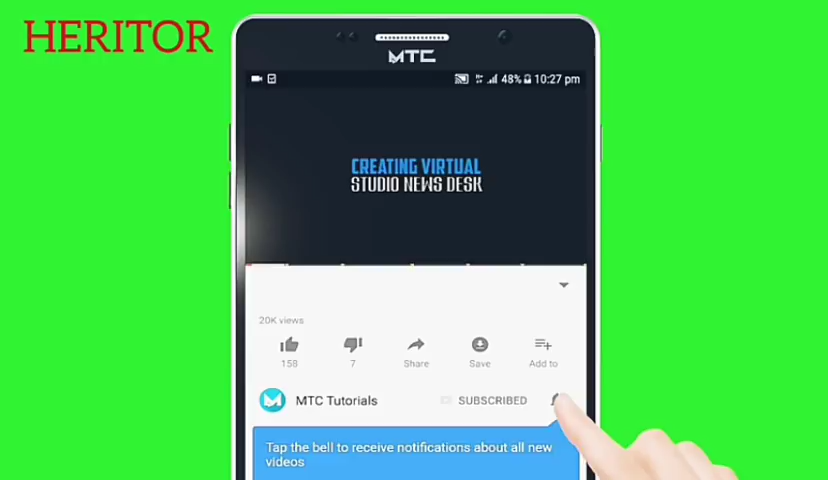 HERITOR
MTC
48% 10:27 pm
CREATING VIRTUAL
STUDIO NEWS DESK
20K views
158
7
Share
Save
Add to
MTC Tutorials
SUBSCRIBED
Tap the bell to receive notifications about all new
videos